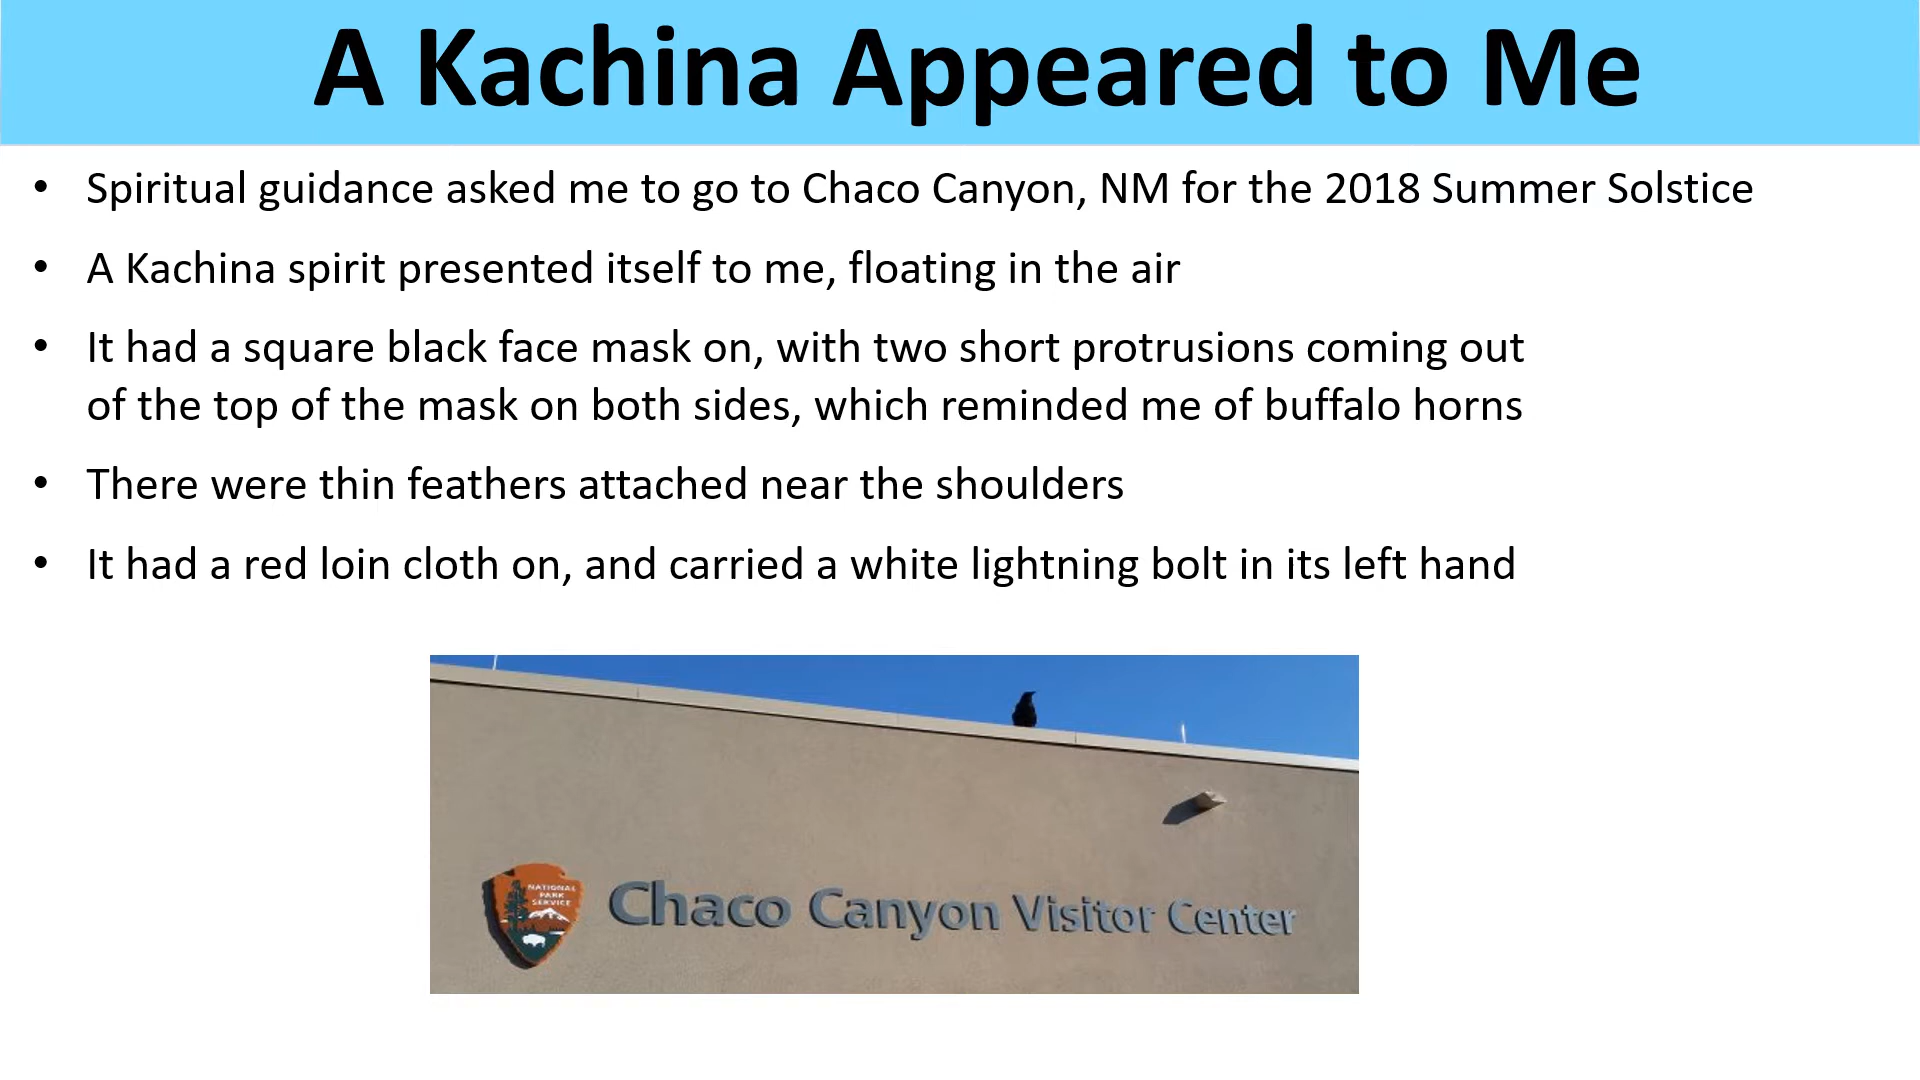 A Kachina Appeared to Me
• Spiritual guidance asked me to go to Chaco Canyon, NM for the 2018 Summer Solstice
• A Kachina spirit presented itself to me, floating in the air
• It had a square black face mask on, with two short protrusions coming out
of the top of the mask on both sides, which reminded me of buffalo horns
• There were thin feathers attached near the shoulders
• It had a red loin cloth on, and carried a white lightning bolt in its left hand
NATIONAL
PARK
SERVICE
Chaco Canyon Visitor Center